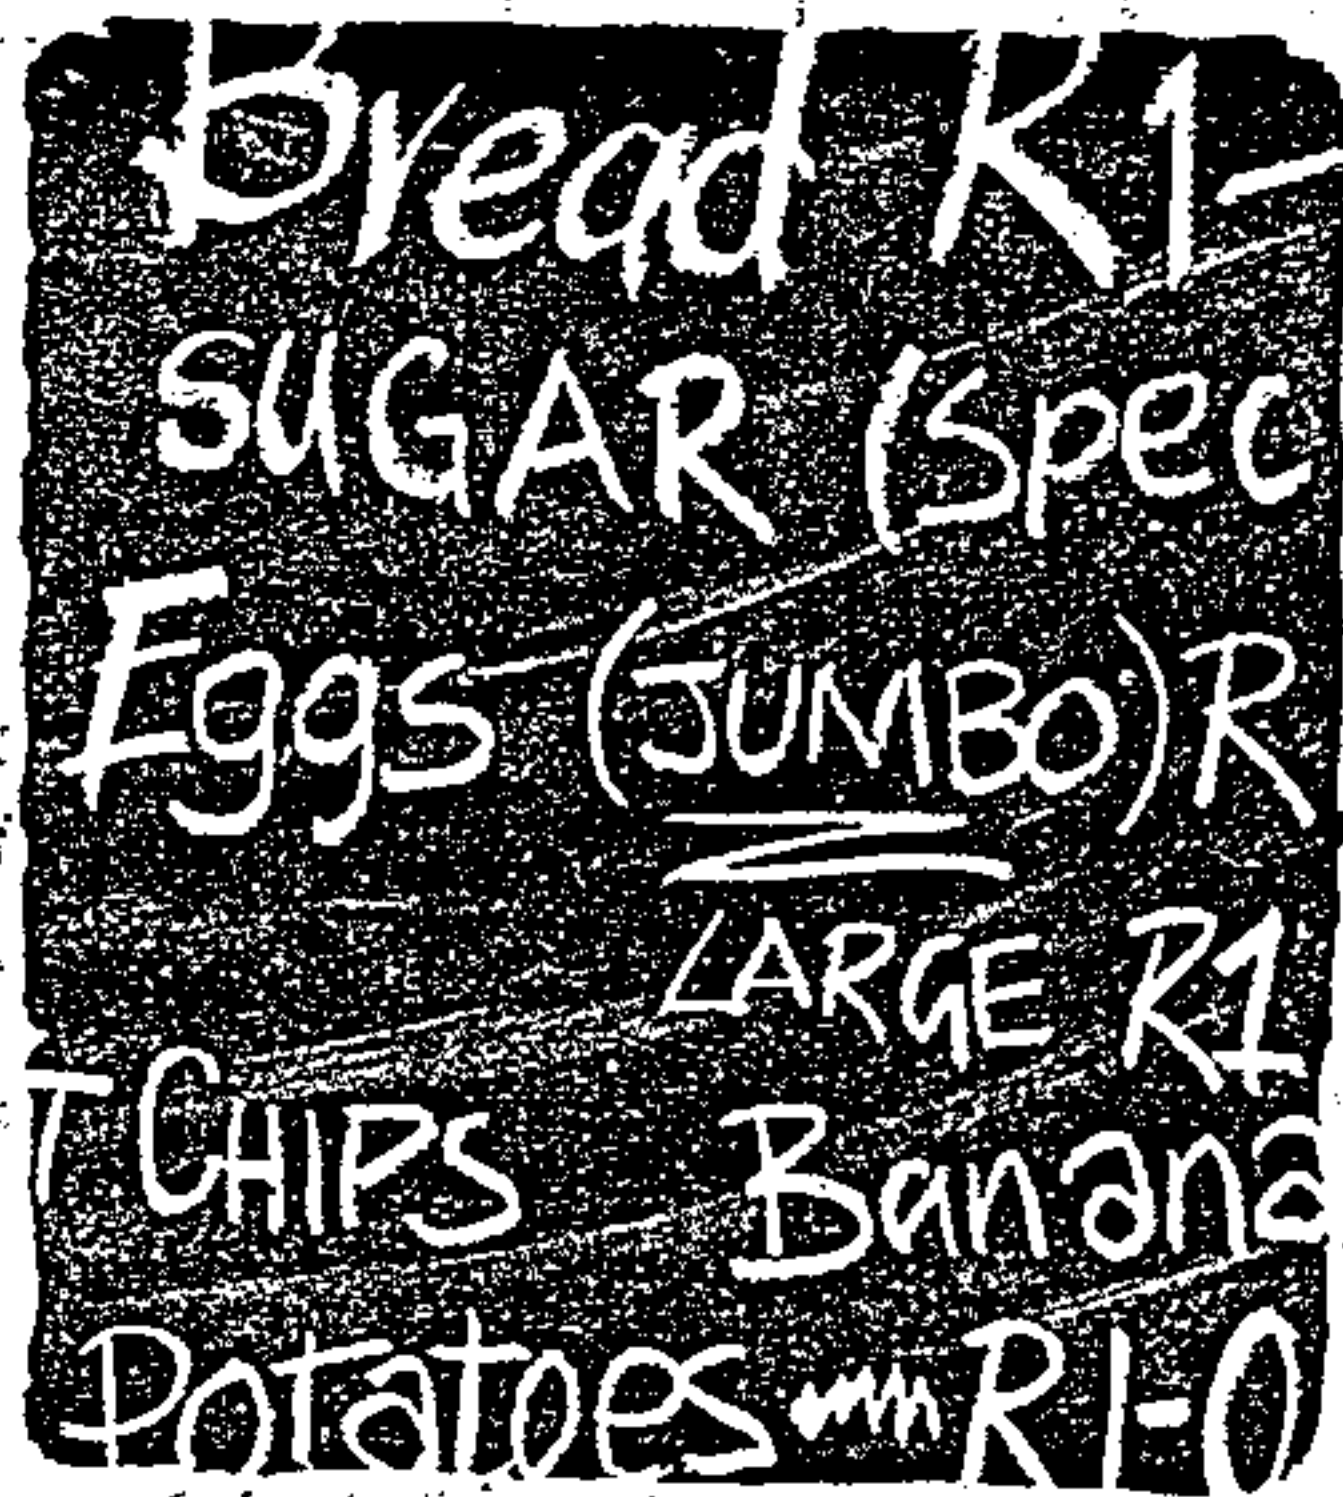 Bread R1-
SUGAR (Spec
Eggs (JUMBO) R
LARGE R1
T CHIPS Banana
Potatoes R1-0